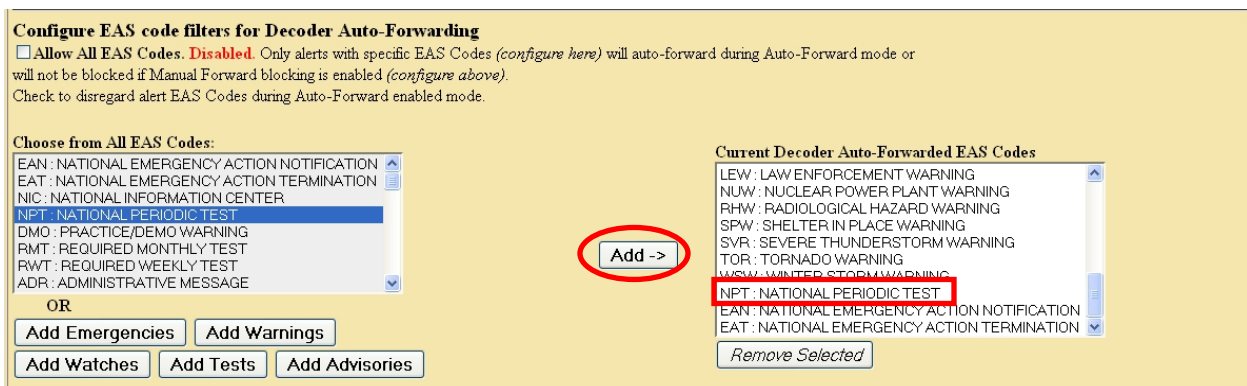 Configure EAS code filters for Decoder Auto-Forwarding
Allow All EAS Codes. Disabled. Only alerts with specific EAS Codes (configure here) will auto-forward during Auto-Forward mode or
will not be blocked if Manual Forward blocking is enabled (configure above).
Check to disregard alert EAS Codes during Auto-Forward enabled mode.
Choose from All EAS Codes:
EAN : NATIONAL EMERGENCY ACTION NOTIFICATION
EAT : NATIONAL EMERGENCY ACTION TERMINATION
NIC : NATIONAL INFORMATION CENTER
NPT : NATIONAL PERIODIC TEST
DMO : PRACTICE/DEMO WARNING
RMT : REQUIRED MONTHLY TEST
RWT : REQUIRED WEEKLY TEST
ADR : ADMINISTRATIVE MESSAGE
OR
Add Emergencies Add Warnings
Add Watches Add Tests Add Advisories
Add ->
Current Decoder Auto-Forwarded EAS Codes
LEW : LAW ENFORCEMENT WARNING
NUW : NUCLEAR POWER PLANT WARNING
RHW : RADIOLOGICAL HAZARD WARNING
SPW : SHELTER IN PLACE WARNING
SVR : SEVERE THUNDERSTORM WARNING
TOR : TORNADO WARNING
WSW : WINTER STORM WARNING
NPT : NATIONAL PERIODIC TEST
EAN : NATIONAL EMERGENCY ACTION NOTIFICATION
EAT : NATIONAL EMERGENCY ACTION TERMINATION
Remove Selected